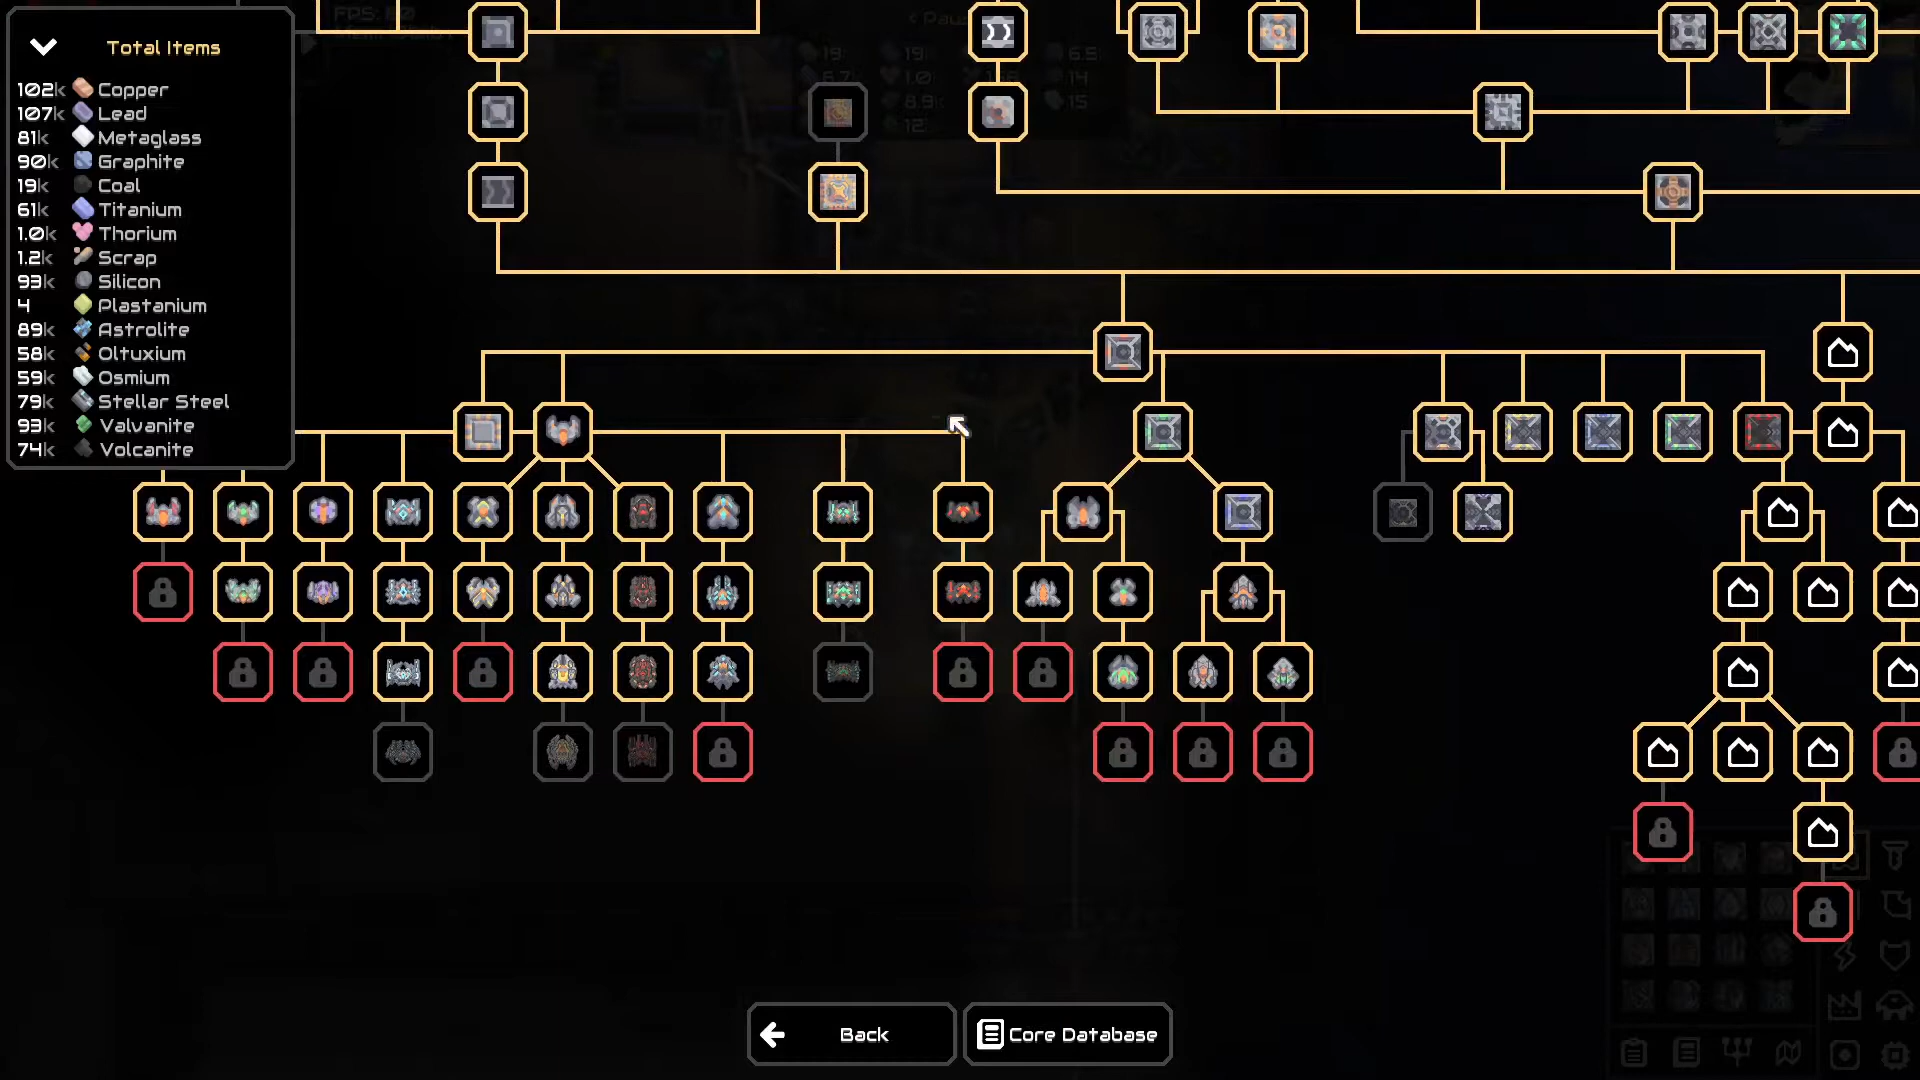 FPS: 60
Total Items
102k Copper
107k Lead
81k Metaglass
90k Graphite
19k Coal
61k Titanium
1.0k Thorium
1.2k Scrap
93k Silicon
4 Plastanium
89k Astrolite
58k Oltuxium
59k Osmium
79k Stellar Steel
93k Valvanite
74k Volcanite
Back
Core Database